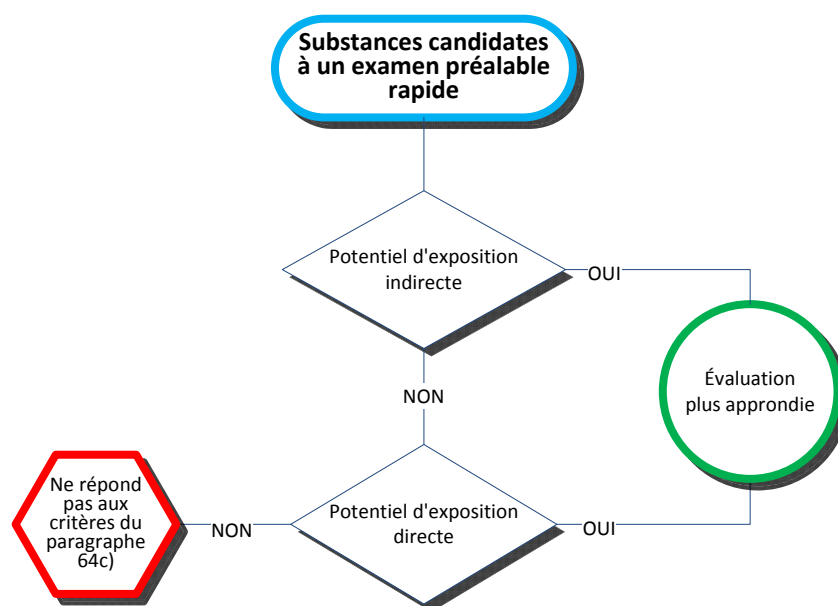 Substances candidates
à un examen préalable
rapide
Potentiel d'exposition
indirecte
OUI
Évaluation
plus approndie
NON
Ne répond
pas aux
critères du
paragraphe
64c)
NON
Potentiel d'exposition
directe
OUI